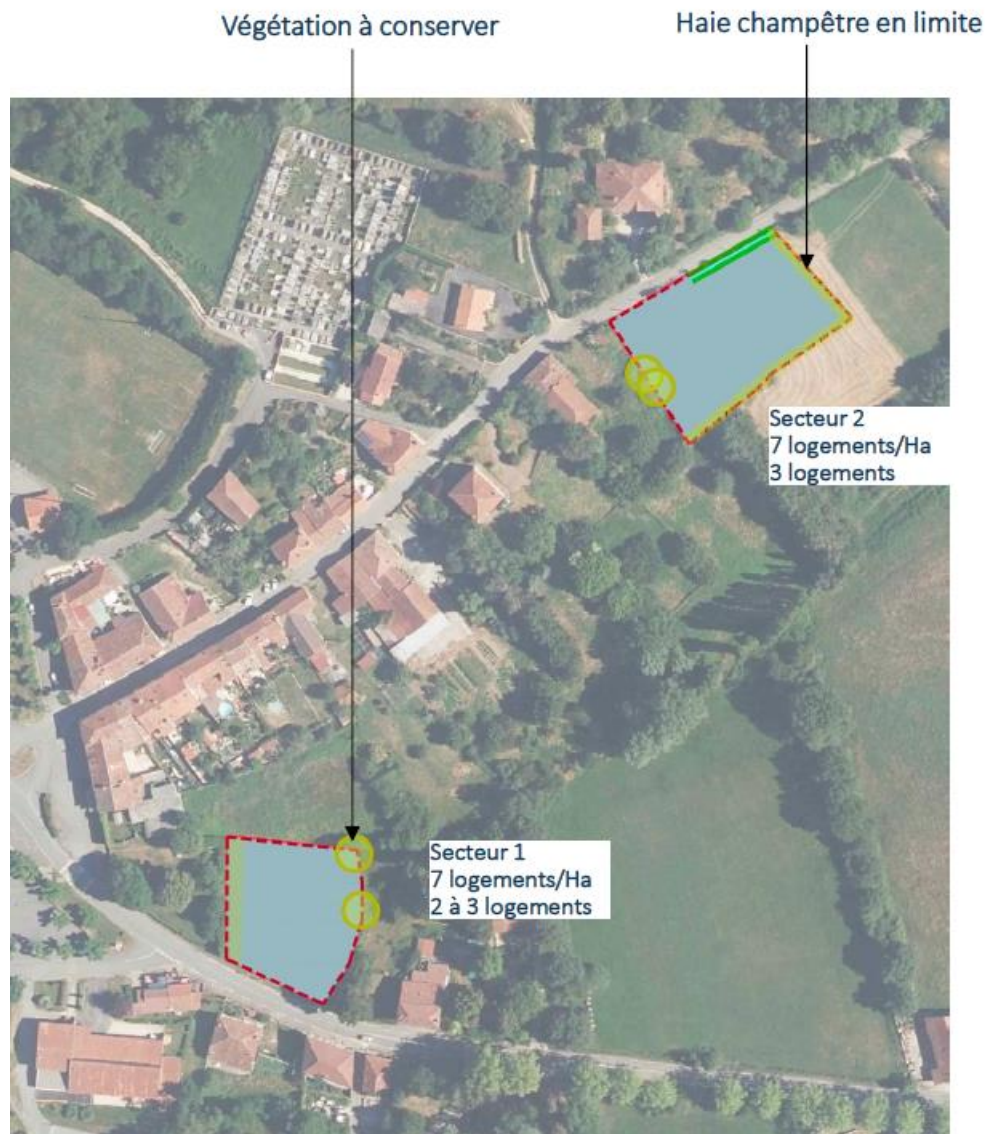 Végétation à conserver
Haie champêtre en limite
Secteur 2
7 logements/Ha
3 logements
Secteur 1
7 logements/Ha
2 à 3 logements